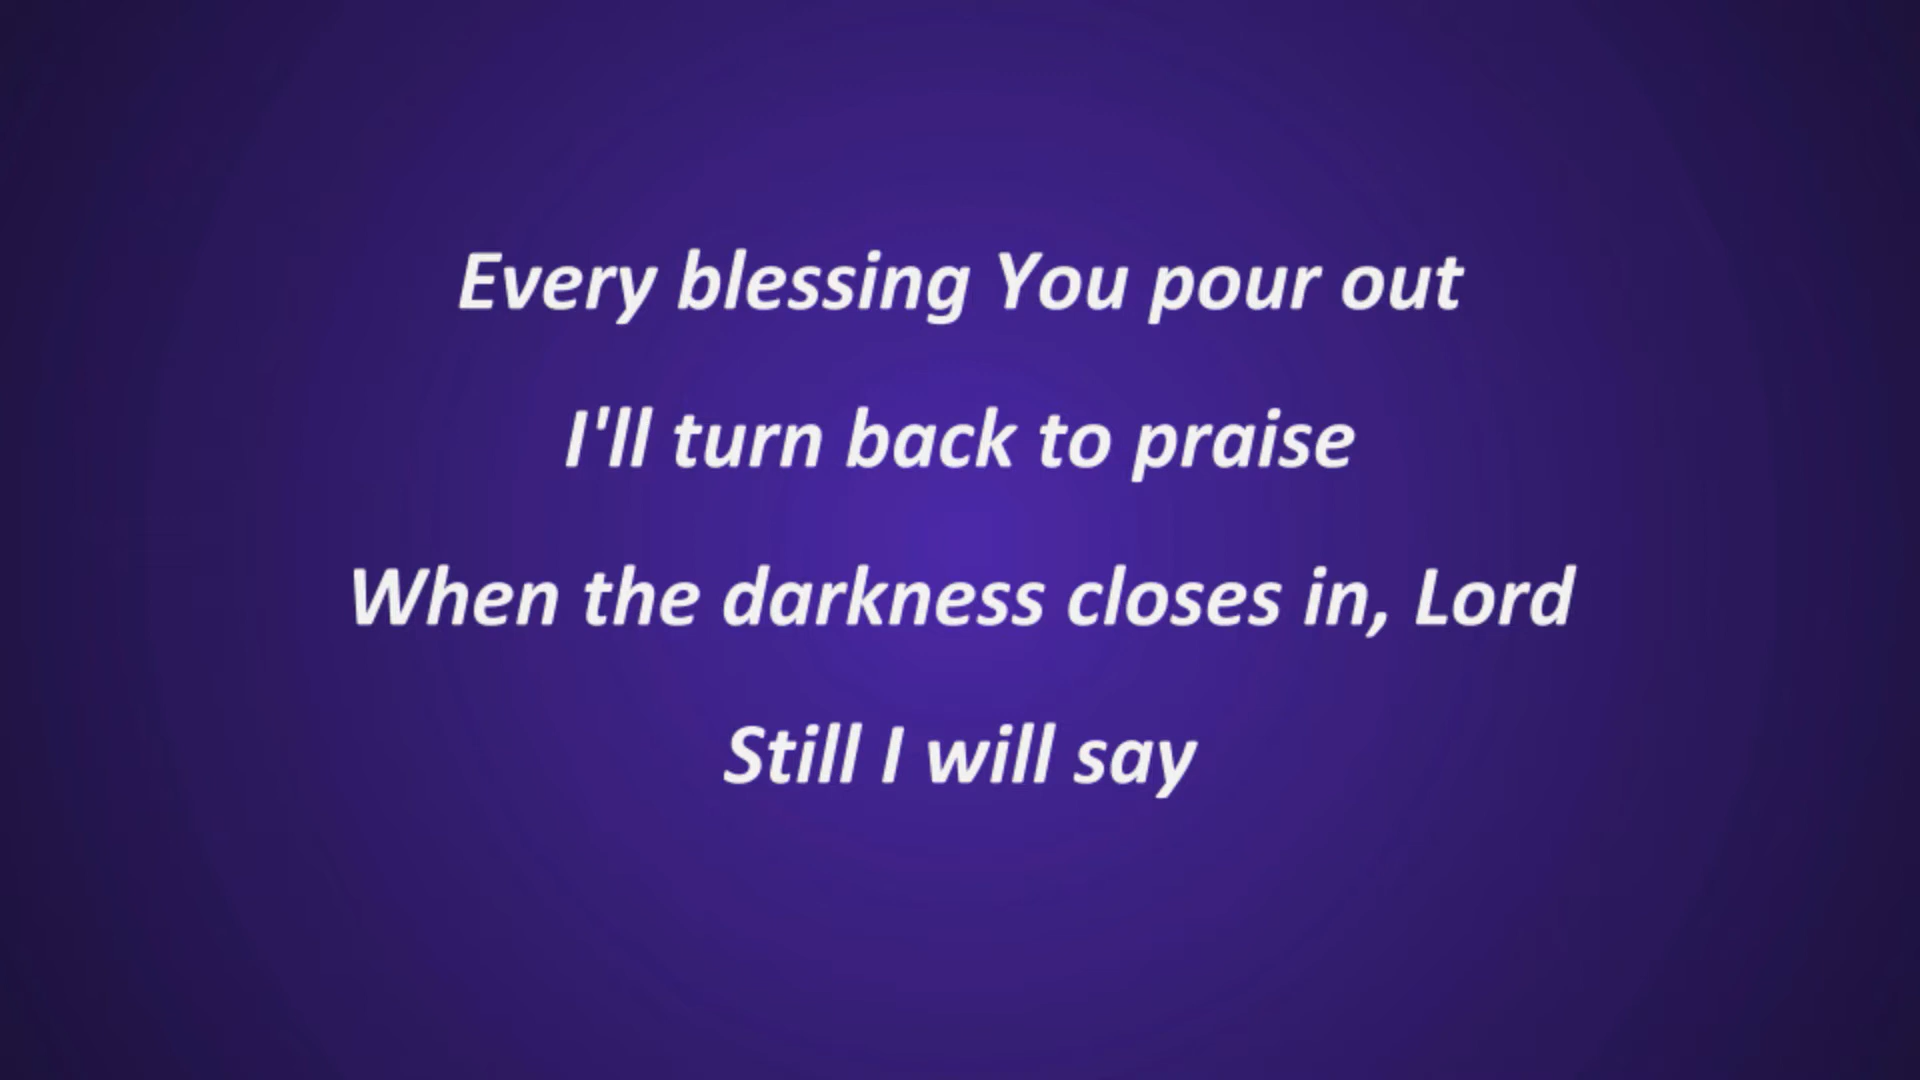 Every blessing You pour out
I'll turn back to praise
When the darkness closes in, Lord
Still I will say